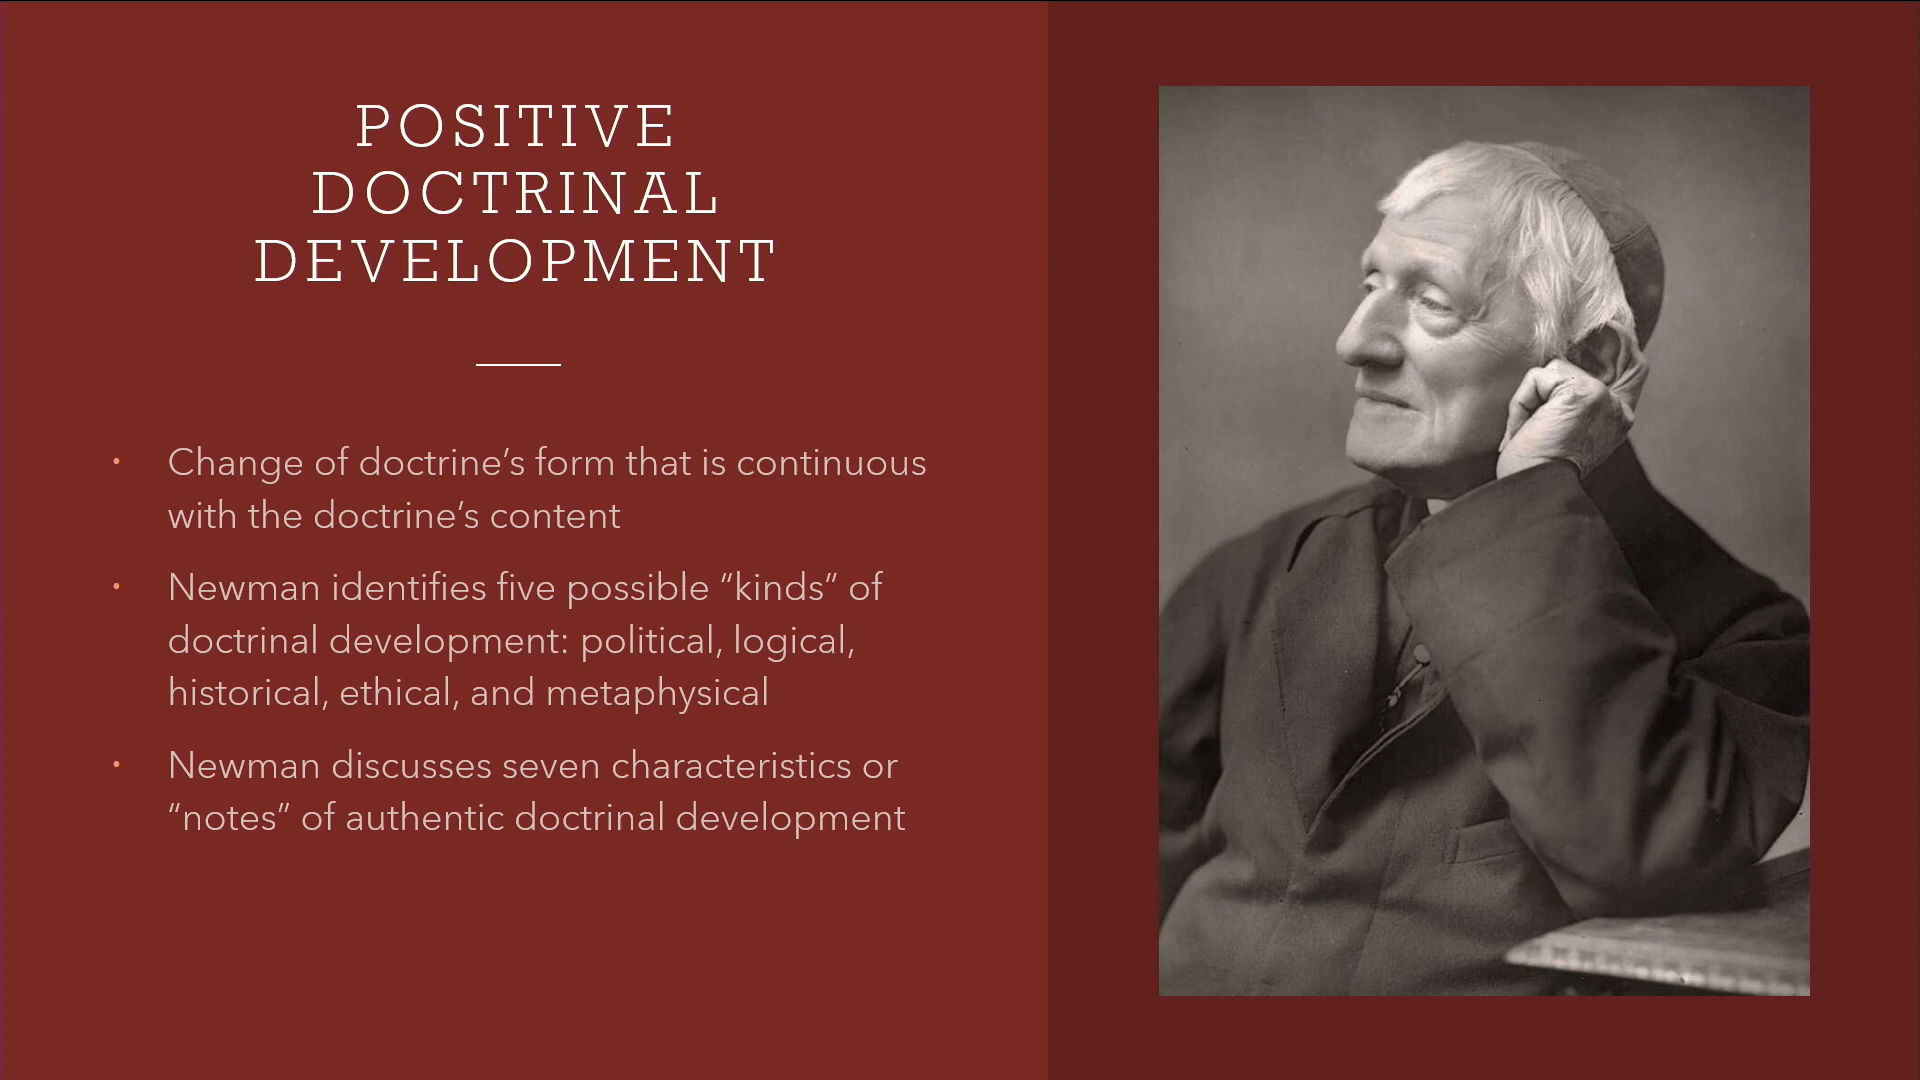 POSITIVE
DOCTRINAL
DEVELOPMENT
• Change of doctrine’s form that is continuous
with the doctrine’s content
• Newman identifies five possible “kinds” of
doctrinal development: political, logical,
historical, ethical, and metaphysical
• Newman discusses seven characteristics or
“notes” of authentic doctrinal development